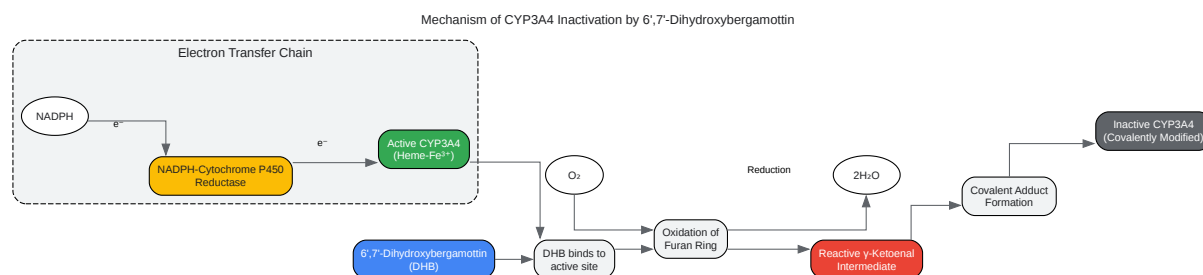 Mechanism of CYP3A4 Inactivation by 6',7'-Dihydroxybergamottin
Electron Transfer Chain
NADPH
e⁻
NADPH-Cytochrome P450
Reductase
e⁻
Active CYP3A4
(Heme-Fe³⁺)
6',7'-Dihydroxybergamottin
(DHB)
DHB binds to
active site
O₂
Oxidation of
Furan Ring
Reduction
2H₂O
Reactive γ-Ketoenal
Intermediate
Covalent Adduct
Formation
Inactive CYP3A4
(Covalently Modified)